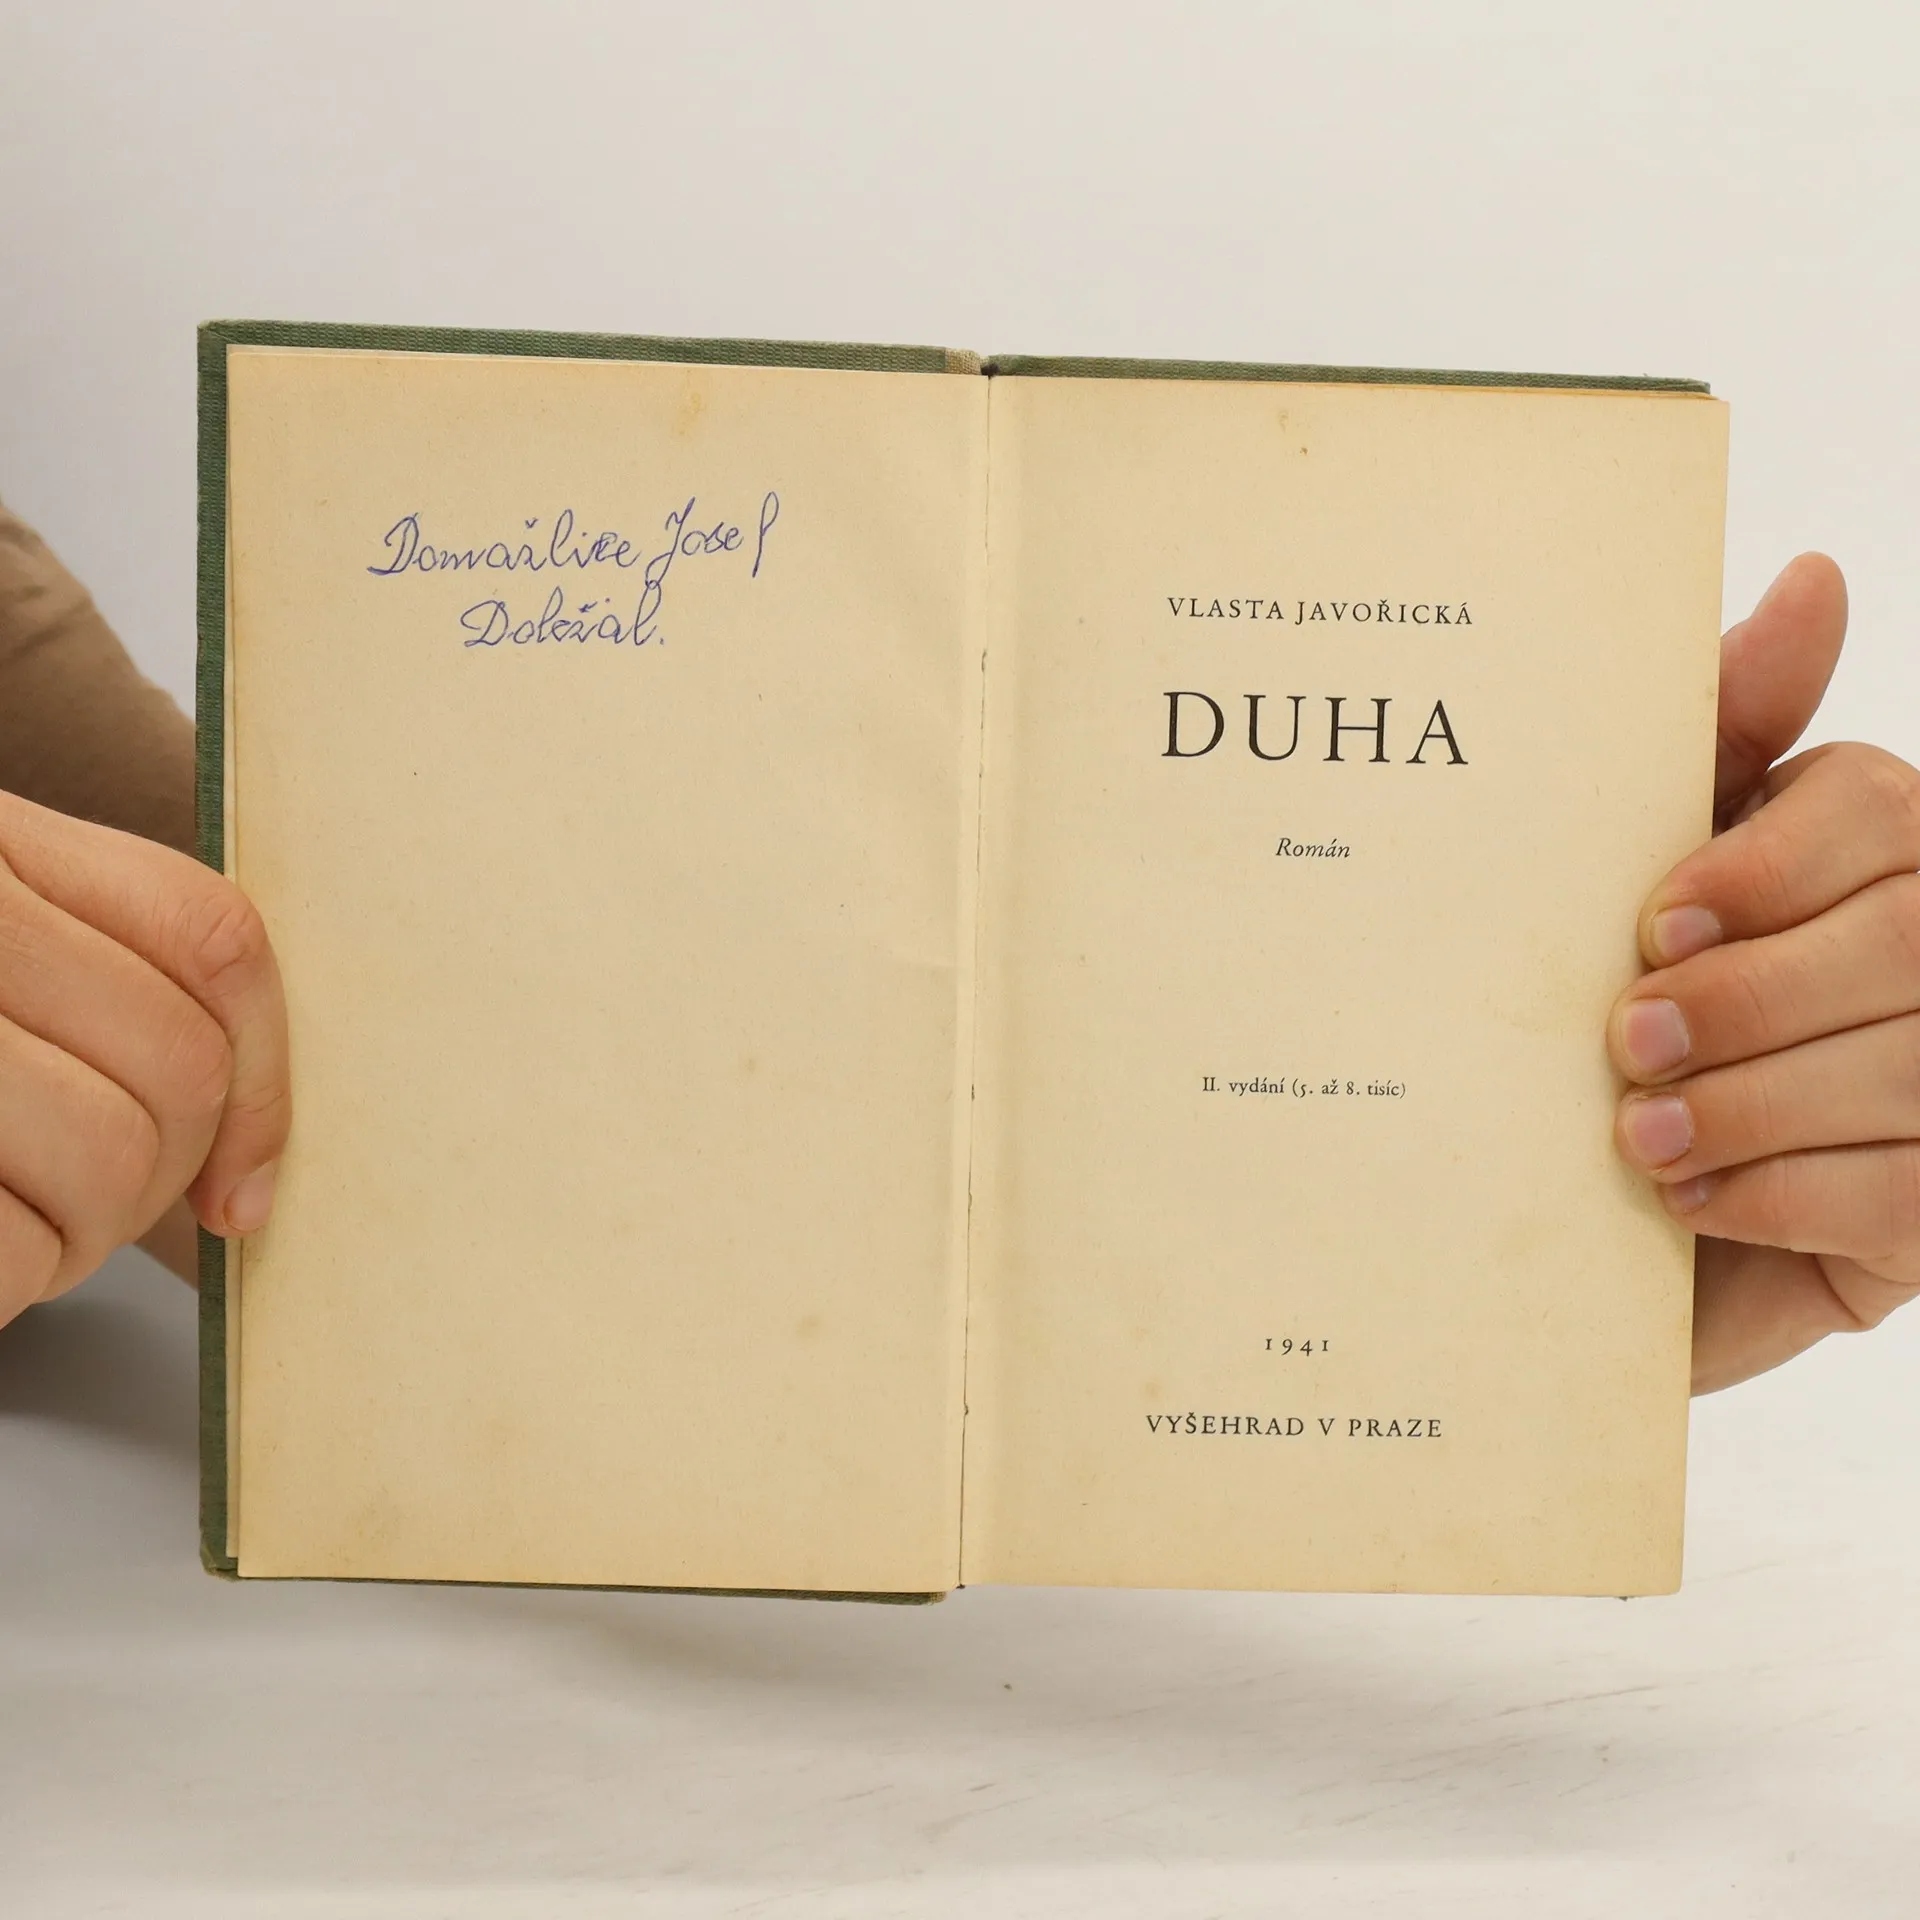 Domažlice Josef
Doležal.
VLASTA JAVOŘICKÁ
DUHA
Román
II. vydání (5. až 8. tisíc)
1941
VYŠEHRAD V PRAZE